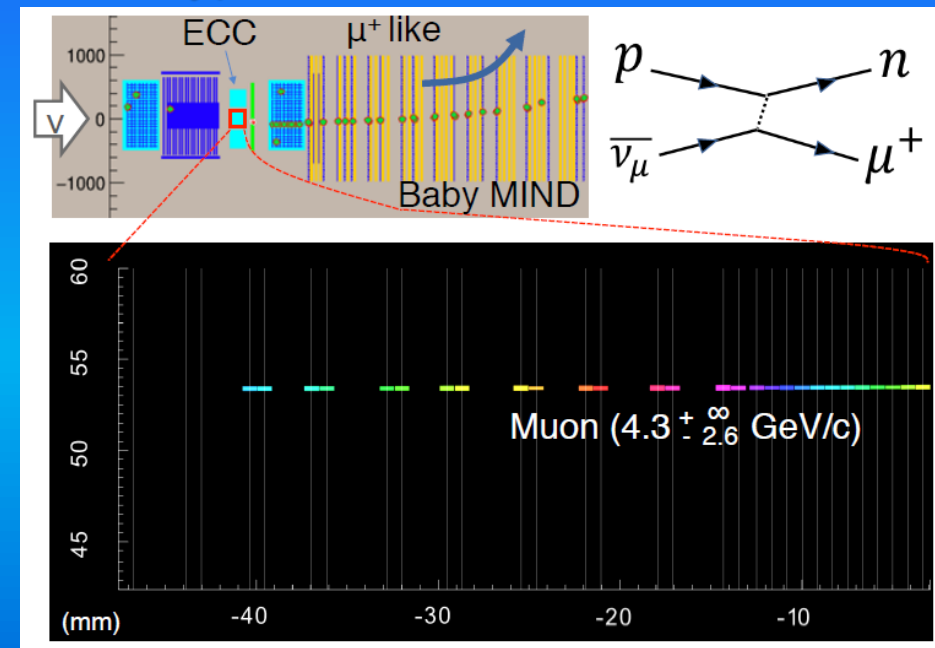 ECC
μ⁺ like
1000
0
-1000
ν
Baby MIND
p
n
ν̅_μ
μ⁺
60
55
50
45
Muon (4.3 + ∞ - 2.6 GeV/c)
(mm)
-40
-30
-20
-10